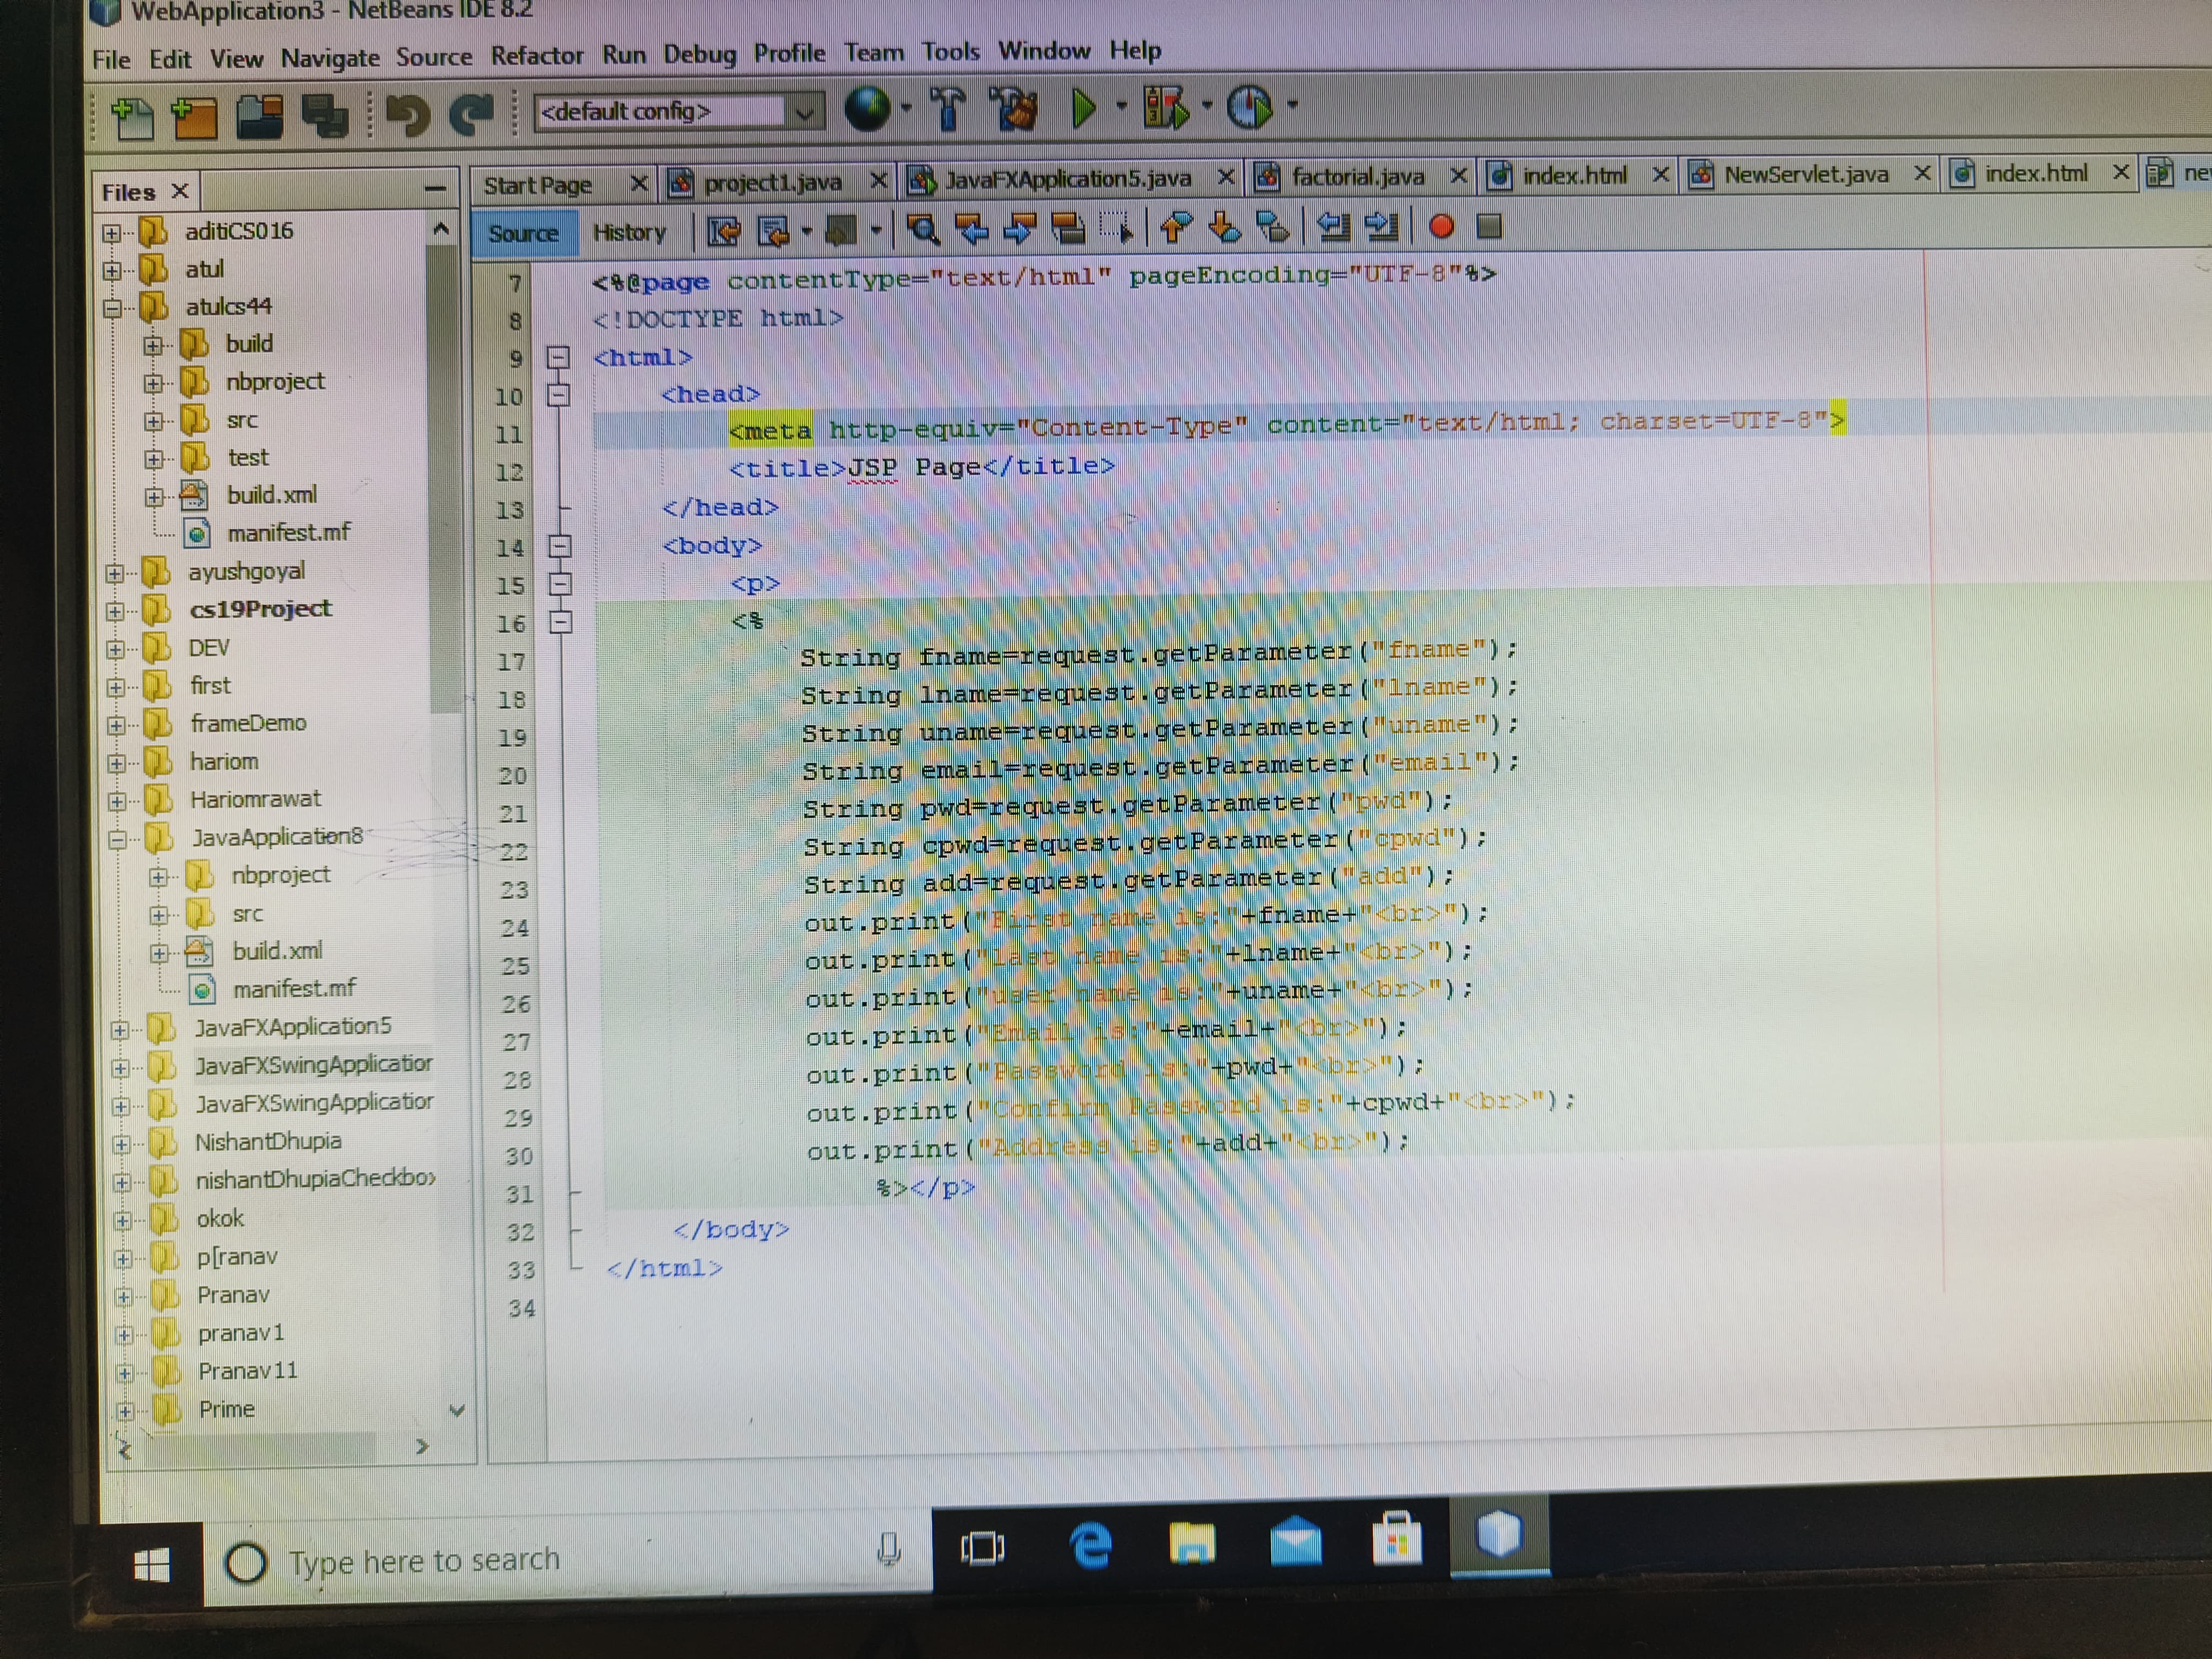 WebApplication3 - NetBeans IDE 8.2
File Edit View Navigate Source Refactor Run Debug Profile Team Tools Window Help
<default config>
Files
Start Page project1.java JavaFXApplication5.java factorial.java index.html NewServlet.java index.html
Source History
aditiCS016
atul
atulcs44
build
nbproject
src
test
build.xml
manifest.mf
ayushgoyal
cs19Project
DEV
first
frameDemo
hariom
Hariomrawat
JavaApplication8
nbproject
src
build.xml
manifest.mf
JavaFXApplication5
JavaFXSwingApplication
JavaFXSwingApplication
NishantDhupia
nishantDhupiaCheckbox
okok
p[ranav
Pranav
pranav1
Pranav11
Prime
7 <%@page contentType="text/html" pageEncoding="UTF-8"%>
8 <!DOCTYPE html>
9 <html>
10 <head>
11 <meta http-equiv="Content-Type" content="text/html; charset=UTF-8">
12 <title>JSP Page</title>
13 </head>
14 <body>
15 <p>
16 <%
17 String fname=request.getParameter("fname");
18 String lname=request.getParameter("lname");
19 String uname=request.getParameter("uname");
20 String email=request.getParameter("email");
21 String pwd=request.getParameter("pwd");
22 String cpwd=request.getParameter("cpwd");
23 String add=request.getParameter("add");
24 out.print("First name is:"+fname+"<br>");
25 out.print("last name is:"+lname+"<br>");
26 out.print("user name is:"+uname+"<br>");
27 out.print("Email is:"+email+"<br>");
28 out.print("Password is:"+pwd+"<br>");
29 out.print("Confirm Password is:"+cpwd+"<br>");
30 out.print("Address is:"+add+"<br>");
31 %></p>
32 </body>
33 </html>
34
Type here to search